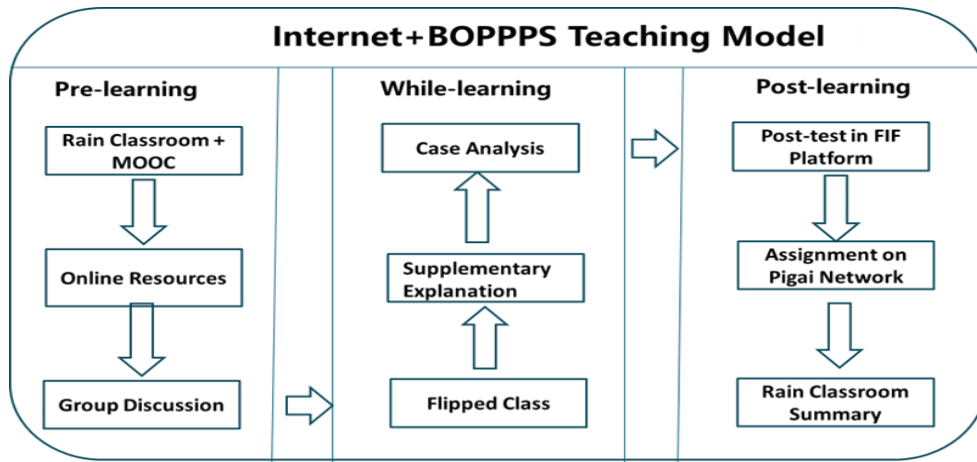 Internet+BOPPPS Teaching Model
Pre-learning
Rain Classroom +
MOOC
Online Resources
Group Discussion
While-learning
Case Analysis
Supplementary
Explanation
Flipped Class
Post-learning
Post-test in FIF
Platform
Assignment on
Pigai Network
Rain Classroom
Summary